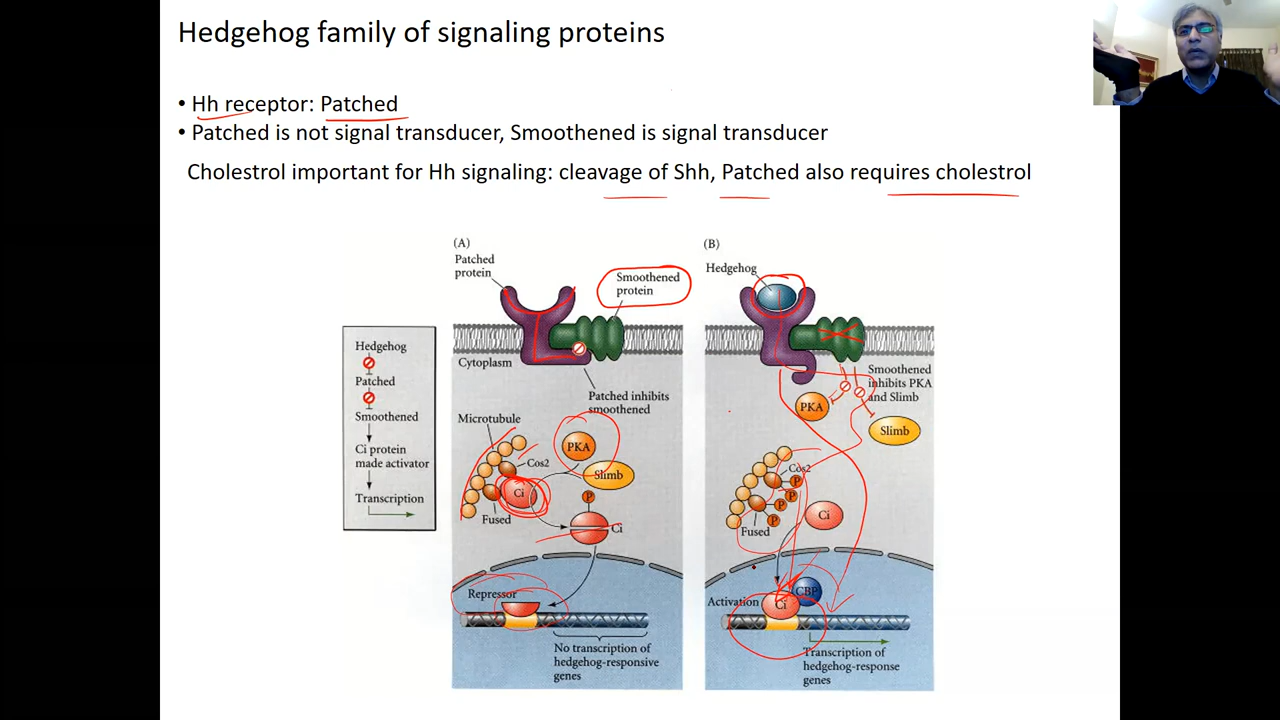 Hedgehog family of signaling proteins
• Hh receptor: Patched
• Patched is not signal transducer, Smoothened is signal transducer
Cholestrol important for Hh signaling: cleavage of Shh, Patched also requires cholestrol
Hedgehog
Patched
Smoothened
Ci protein
made activator
Transcription
(A)
Patched
protein
Smoothened
protein
Cytoplasm
Patched inhibits
smoothened
Microtubule
Cos2
PKA
Slimb
Ci
Fused
P
Ci
Repressor
No transcription of
hedgehog-responsive
genes
(B)
Hedgehog
Smoothened
inhibits PKA
and Slimb
PKA
Slimb
Cos2
P
P
P
P
Fused
Ci
Activation
Ci
CBP
Transcription of
hedgehog-response
genes